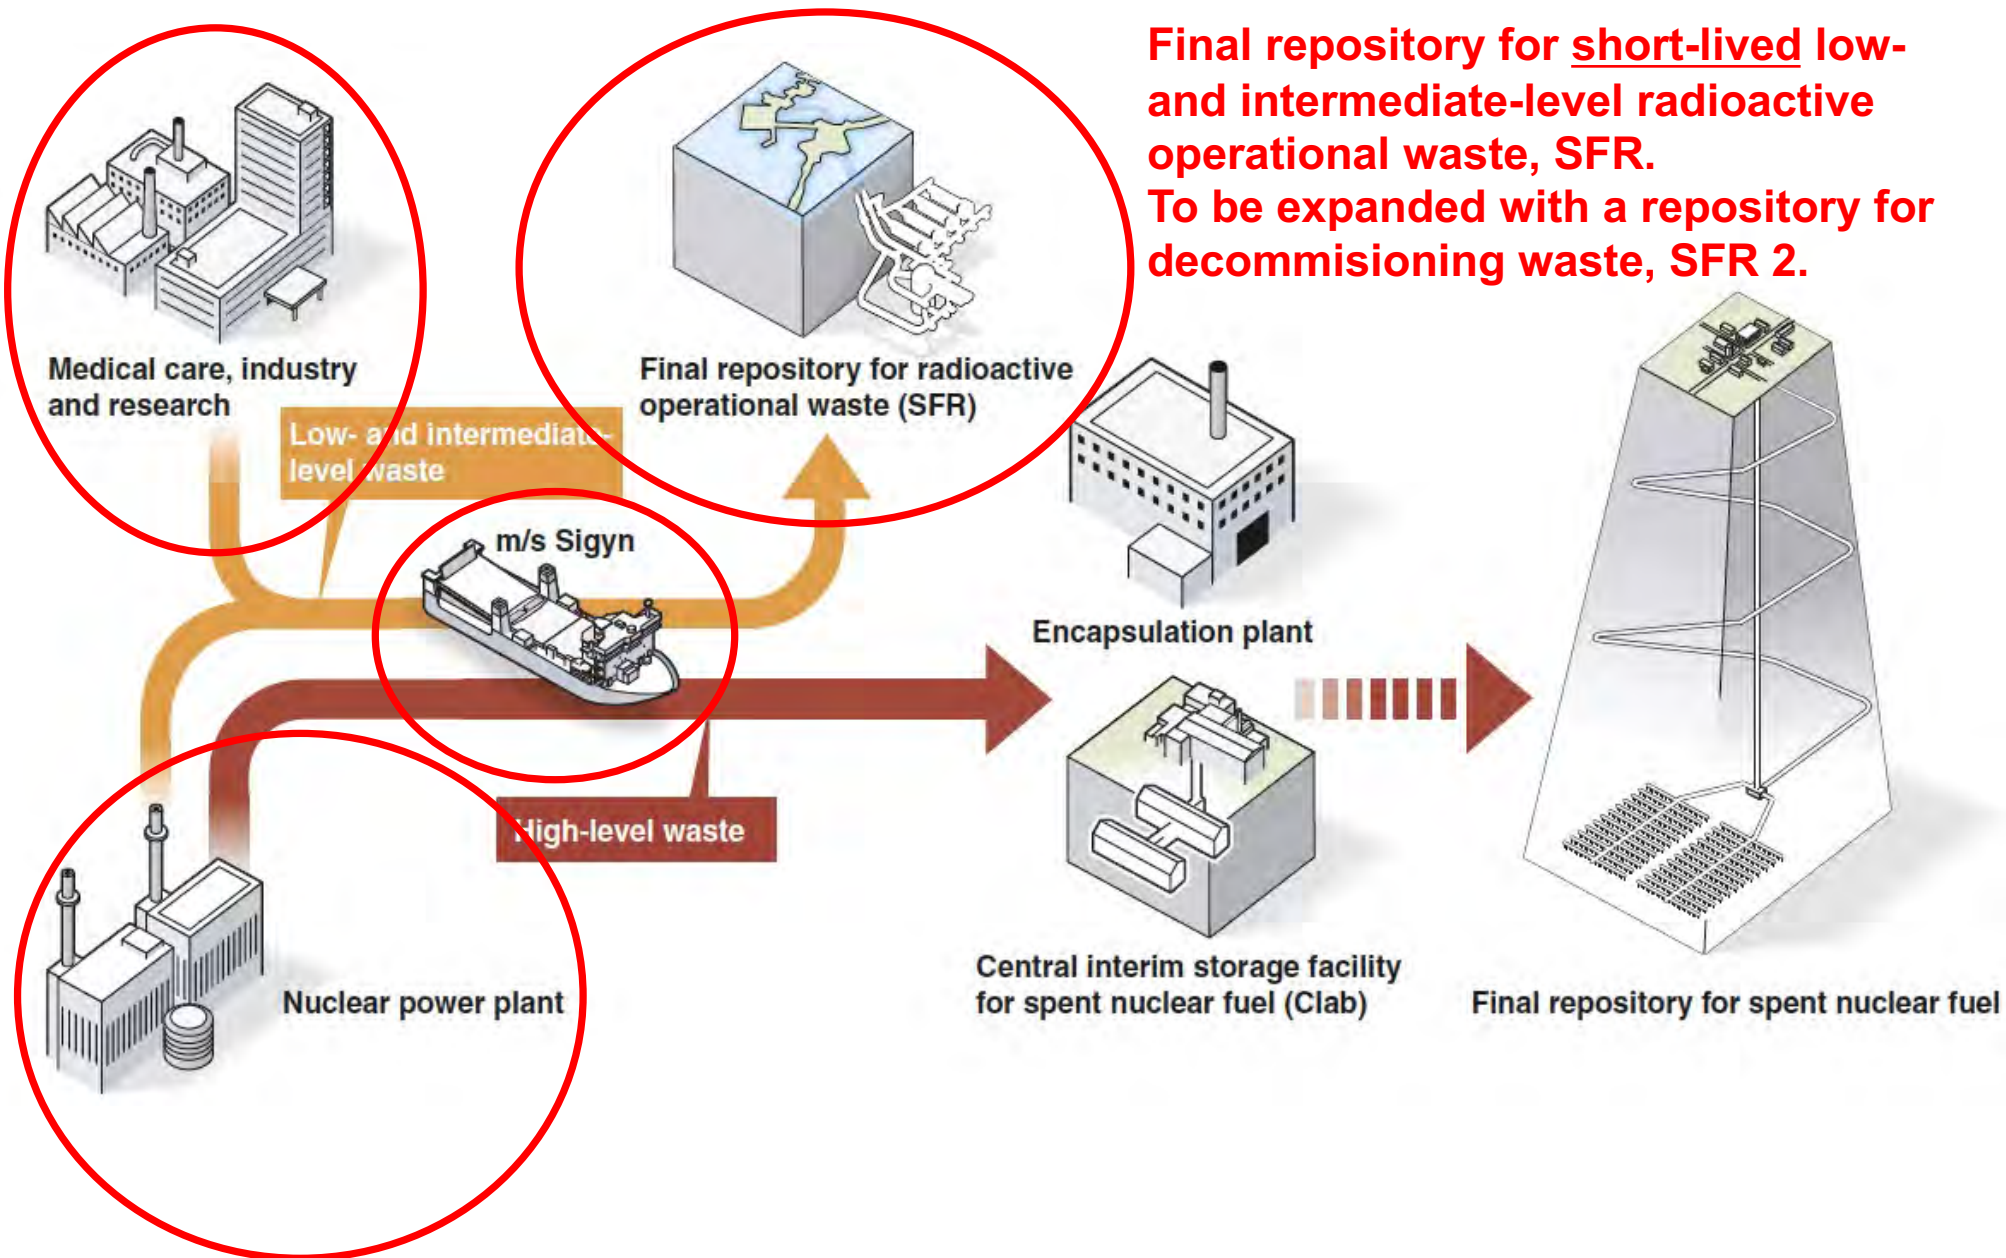 Final repository for short-lived low-
and intermediate-level radioactive
operational waste, SFR.
To be expanded with a repository for
decommisioning waste, SFR 2.
Medical care, industry
and research
Final repository for radioactive
operational waste (SFR)
Low- and intermediate-
level waste
m/s Sigyn
Encapsulation plant
High-level waste
Nuclear power plant
Central interim storage facility
for spent nuclear fuel (Clab)
Final repository for spent nuclear fuel